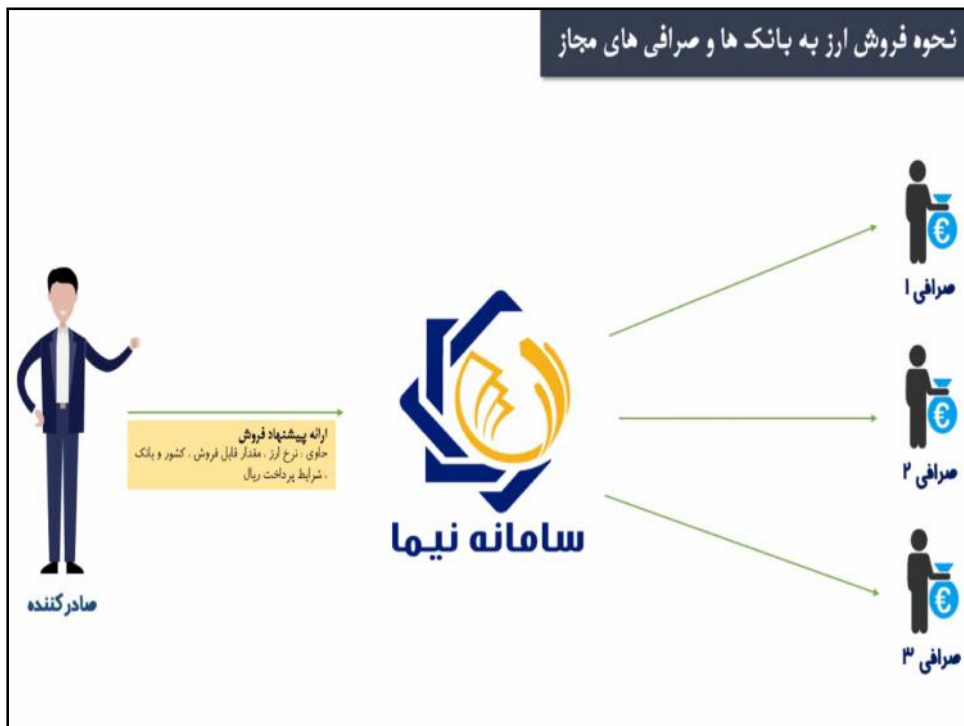 نحوه فروش ارز به بانک ها و صرافی های مجاز
صرافی ۱
ارائه پیشنهاد فروش
حاوی : نرخ ارز ، مقدار قابل فروش ، کشور و بانک
، شرایط پرداخت ریال
سامانه نیما
صرافی ۲
صادرکننده
صرافی ۳